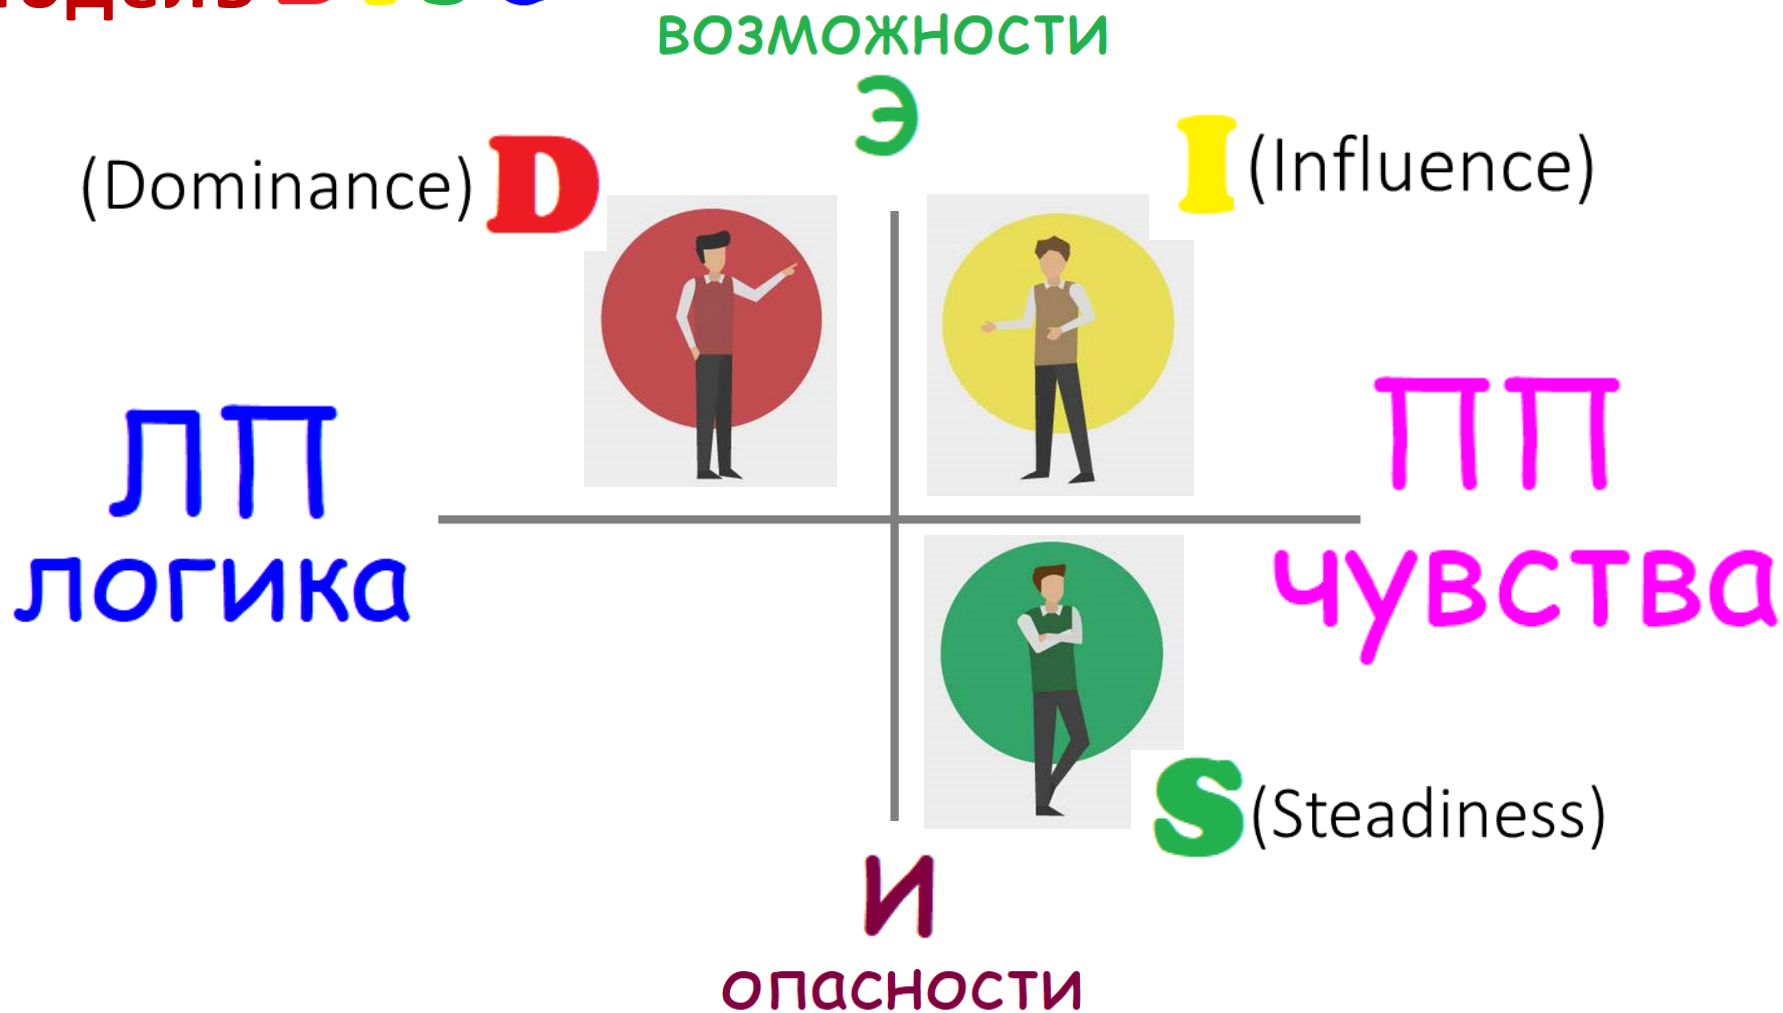 возможности
Э
(Dominance) D
I (Influence)
ЛП
логика
ПП
чувства
S (Steadiness)
И
опасности